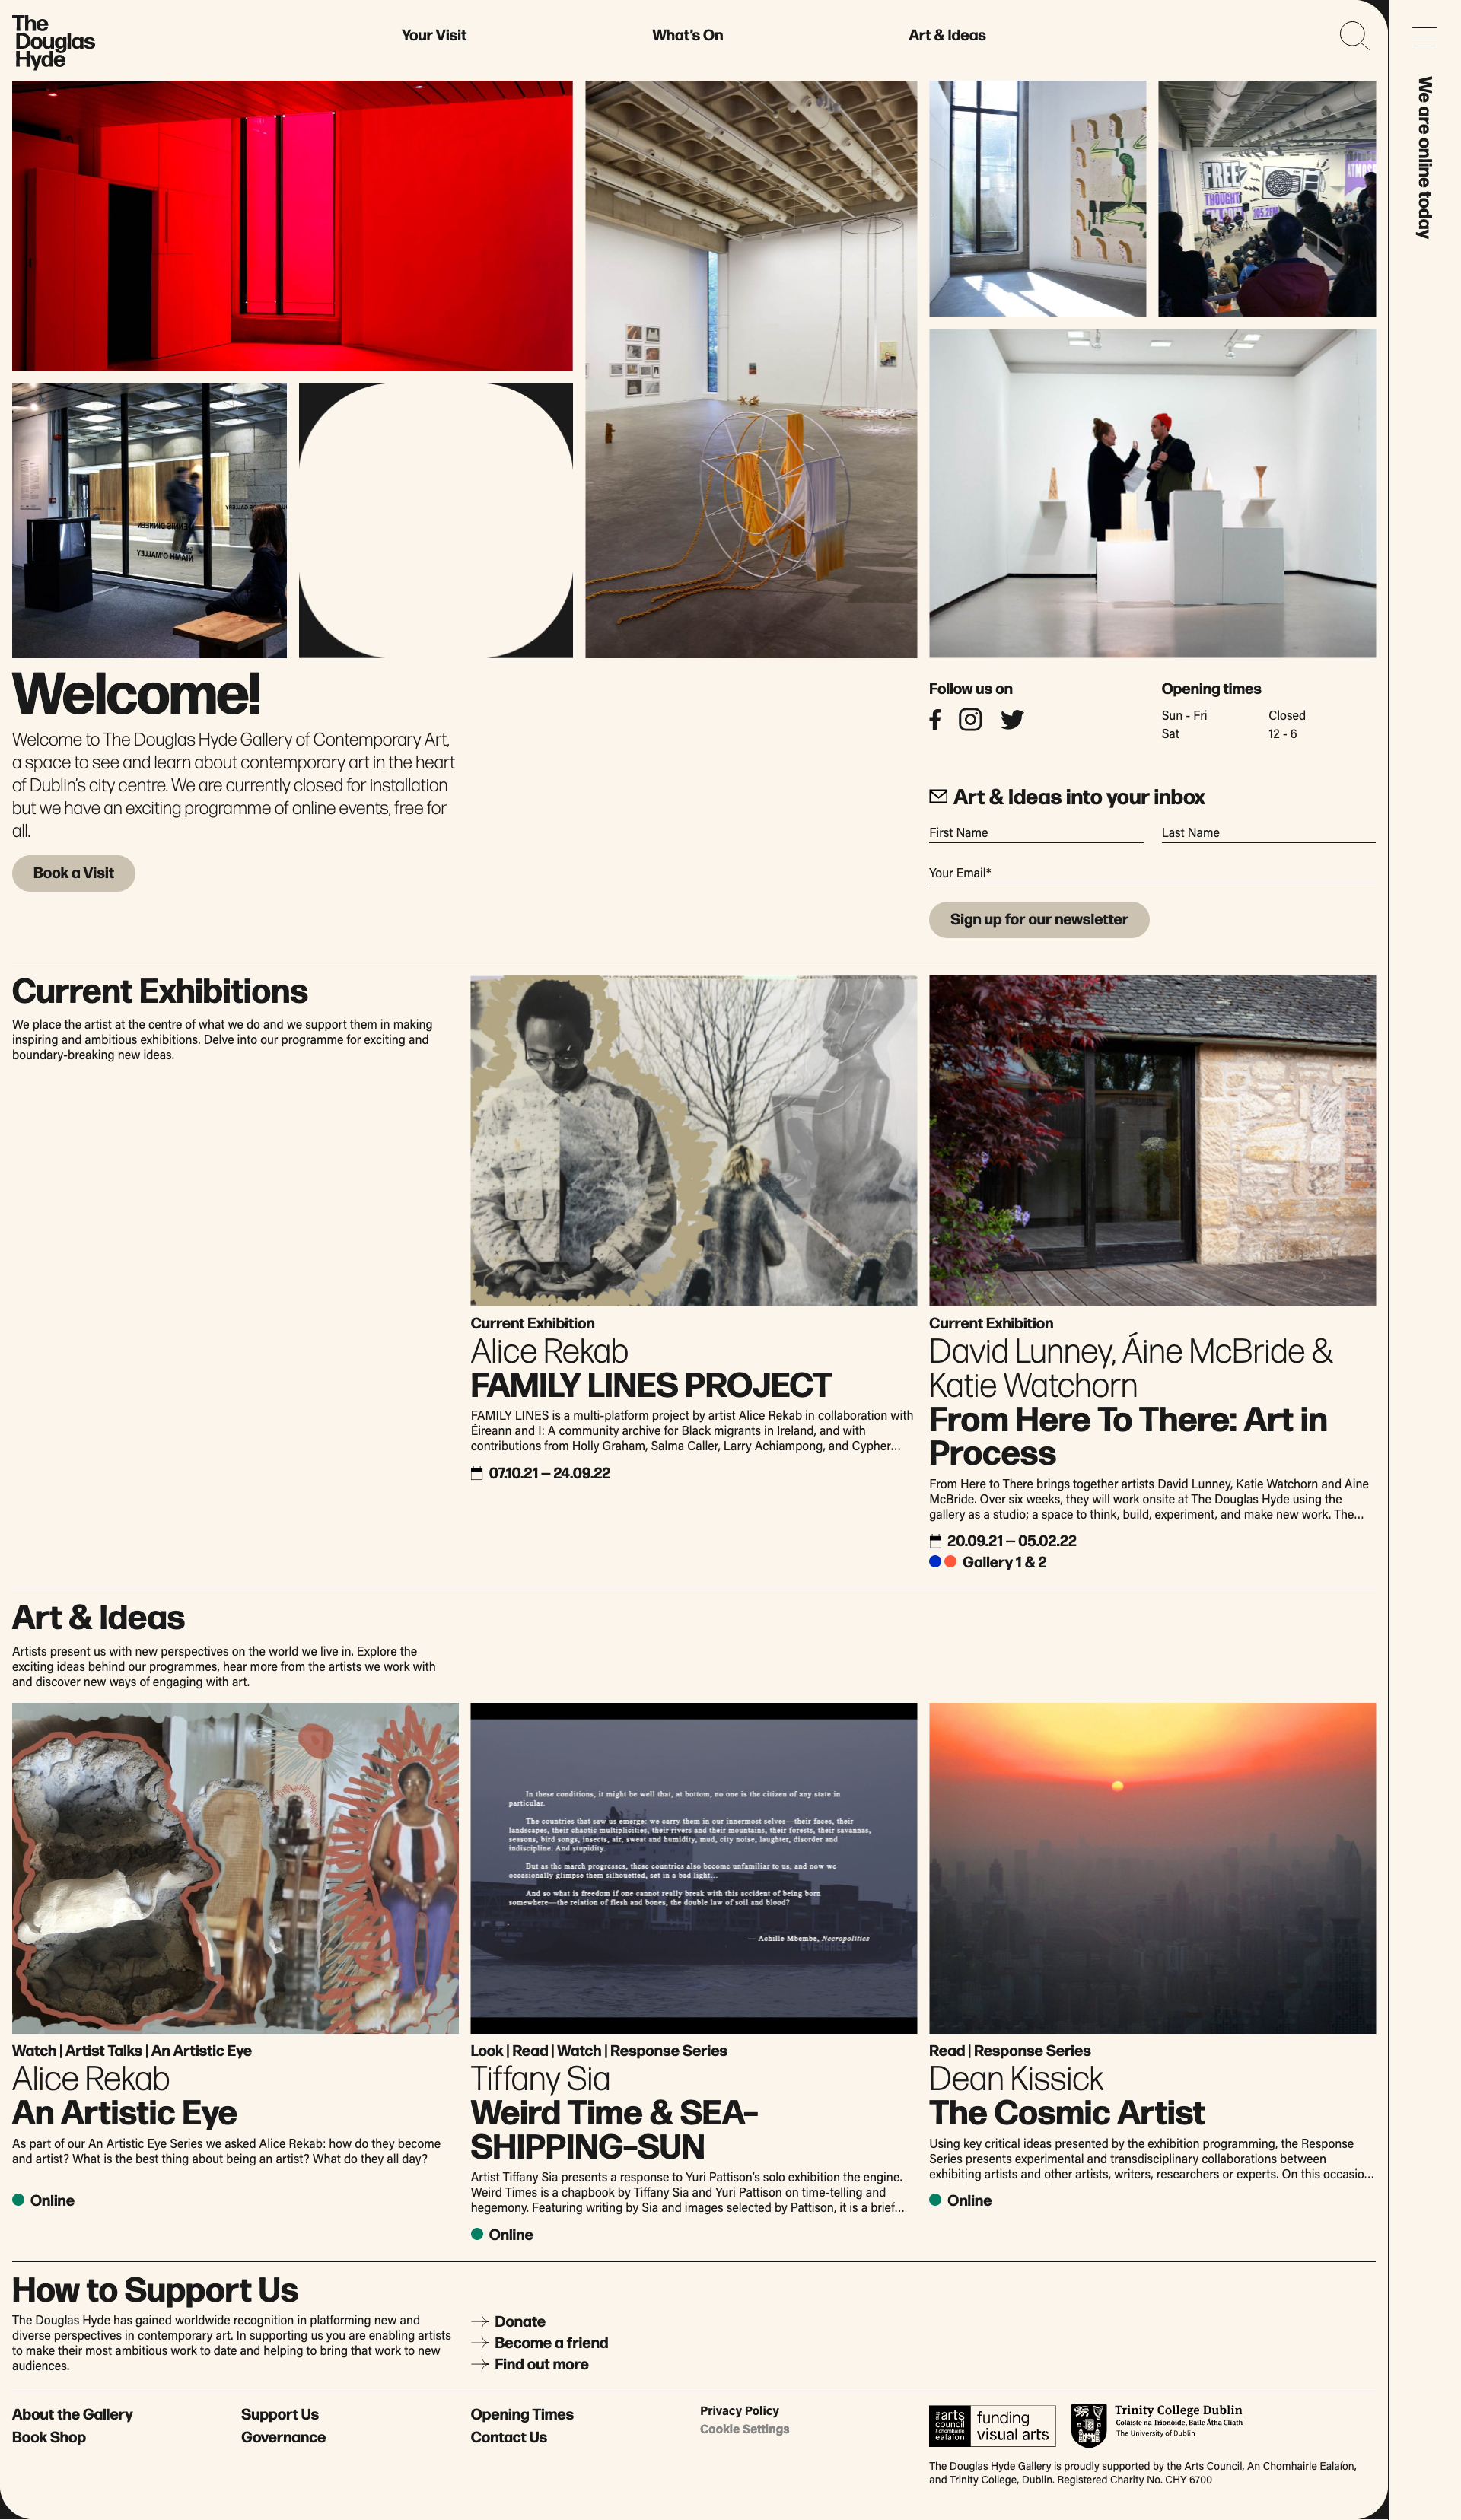 The
Douglas
Hyde
Your Visit
What's On
Art & Ideas
We are online today
FREE
THOUGHT
105.2FM
NIAMH O'MALLEY
Welcome!
Welcome to The Douglas Hyde Gallery of Contemporary Art,
a space to see and learn about contemporary art in the heart
of Dublin's city centre. We are currently closed for installation
but we have an exciting programme of online events, free for
all.
Book a Visit
Follow us on
Opening times
Sun - Fri Closed
Sat 12 - 6
Art & Ideas into your inbox
First Name
Last Name
Your Email*
Sign up for our newsletter
Current Exhibitions
We place the artist at the centre of what we do and we support them in making
inspiring and ambitious exhibitions. Delve into our programme for exciting and
boundary-breaking new ideas.
Current Exhibition
Alice Rekab
FAMILY LINES PROJECT
FAMILY LINES is a multi-platform project by artist Alice Rekab in collaboration with
Éireann and I: A community archive for Black migrants in Ireland, and with
contributions from Holly Graham, Salma Caller, Larry Achiampong, and Cypher...
07.10.21 – 24.09.22
Current Exhibition
David Lunney, Áine McBride &
Katie Watchorn
From Here To There: Art in
Process
From Here to There brings together artists David Lunney, Katie Watchorn and Áine
McBride. Over six weeks, they will work onsite at The Douglas Hyde using the
gallery as a studio; a space to think, build, experiment, and make new work. The...
20.09.21 – 05.02.22
Gallery 1 & 2
Art & Ideas
Artists present us with new perspectives on the world we live in. Explore the
exciting ideas behind our programmes, hear more from the artists we work with
and discover new ways of engaging with art.
In these conditions, it might be well that, at bottom, no one is the citizen of any state in
particular.
The countries that saw us emerge: we carry them in our innermost selves—their faces, their
landscapes, their chaotic multiplicities, their rivers and their mountains, their forests, their savannas,
seasons, bird songs, insects, air, sweat and humidity, mud, city noise, laughter, disorder and
indiscipline. And stupidity.
But as the march progresses, these countries also become unfamiliar to us, and now we
occasionally glimpse them silhouetted, set in a bad light...
And so what is freedom if one cannot really break with this accident of being born
somewhere—the relation of flesh and bones, the double law of soil and blood?
— Achille Mbembe, Necropolitics
EVERGREEN
Watch | Artist Talks | An Artistic Eye
Alice Rekab
An Artistic Eye
As part of our An Artistic Eye Series we asked Alice Rekab: how do they become
and artist? What is the best thing about being an artist? What do they all day?
Online
Look | Read | Watch | Response Series
Tiffany Sia
Weird Time & SEA–
SHIPPING–SUN
Artist Tiffany Sia presents a response to Yuri Pattison's solo exhibition the engine.
Weird Times is a chapbook by Tiffany Sia and Yuri Pattison on time-telling and
hegemony. Featuring writing by Sia and images selected by Pattison, it is a brief...
Online
Read | Response Series
Dean Kissick
The Cosmic Artist
Using key critical ideas presented by the exhibition programming, the Response
Series presents experimental and transdisciplinary collaborations between
exhibiting artists and other artists, writers, researchers or experts. On this occasio...
Online
How to Support Us
The Douglas Hyde has gained worldwide recognition in platforming new and
diverse perspectives in contemporary art. In supporting us you are enabling artists
to make their most ambitious work to date and helping to bring that work to new
audiences.
Donate
Become a friend
Find out more
About the Gallery
Book Shop
Support Us
Governance
Opening Times
Contact Us
Privacy Policy
Cookie Settings
arts
council
ealaíon
funding
visual arts
Trinity College Dublin
Coláiste na Tríonóide, Baile Átha Cliath
The University of Dublin
The Douglas Hyde Gallery is proudly supported by the Arts Council, An Chomhairle Ealaíon,
and Trinity College, Dublin. Registered Charity No. CHY 6700